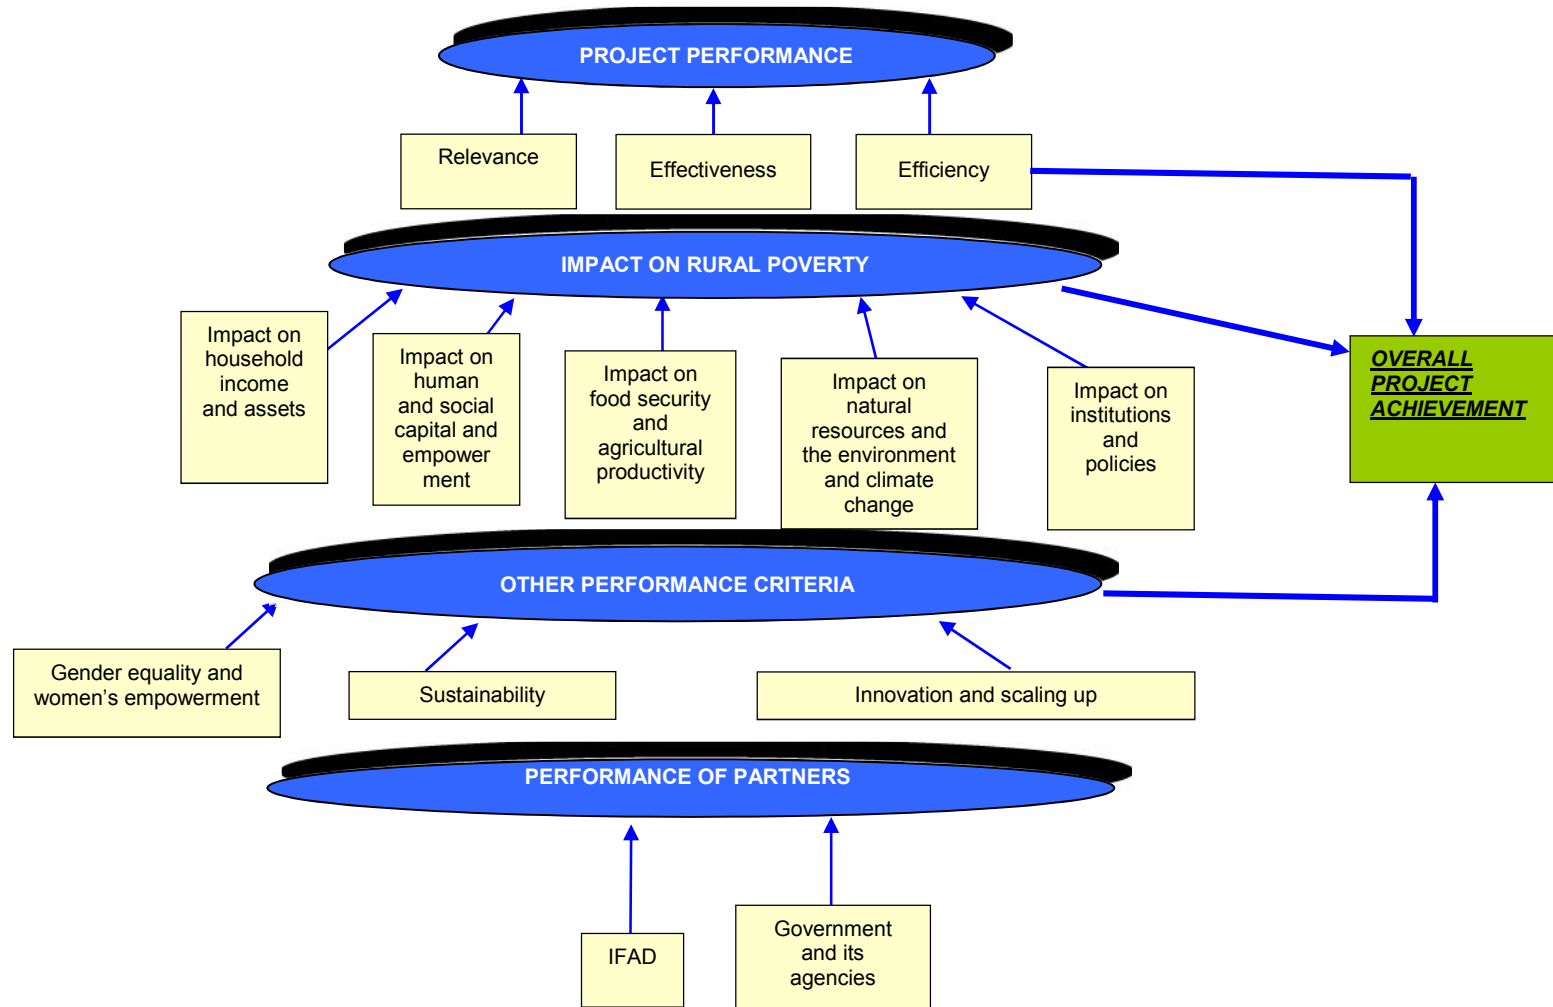 PROJECT PERFORMANCE
Relevance
Effectiveness
Efficiency
IMPACT ON RURAL POVERTY
Impact on
household
income
and assets
Impact on
human
and social
capital and
empower
ment
Impact on
food security
and
agricultural
productivity
Impact on
natural
resources and
the environment
and climate
change
Impact on
institutions
and
policies
OVERALL
PROJECT
ACHIEVEMENT
OTHER PERFORMANCE CRITERIA
Gender equality and
women’s empowerment
Sustainability
Innovation and scaling up
PERFORMANCE OF PARTNERS
IFAD
Government
and its
agencies